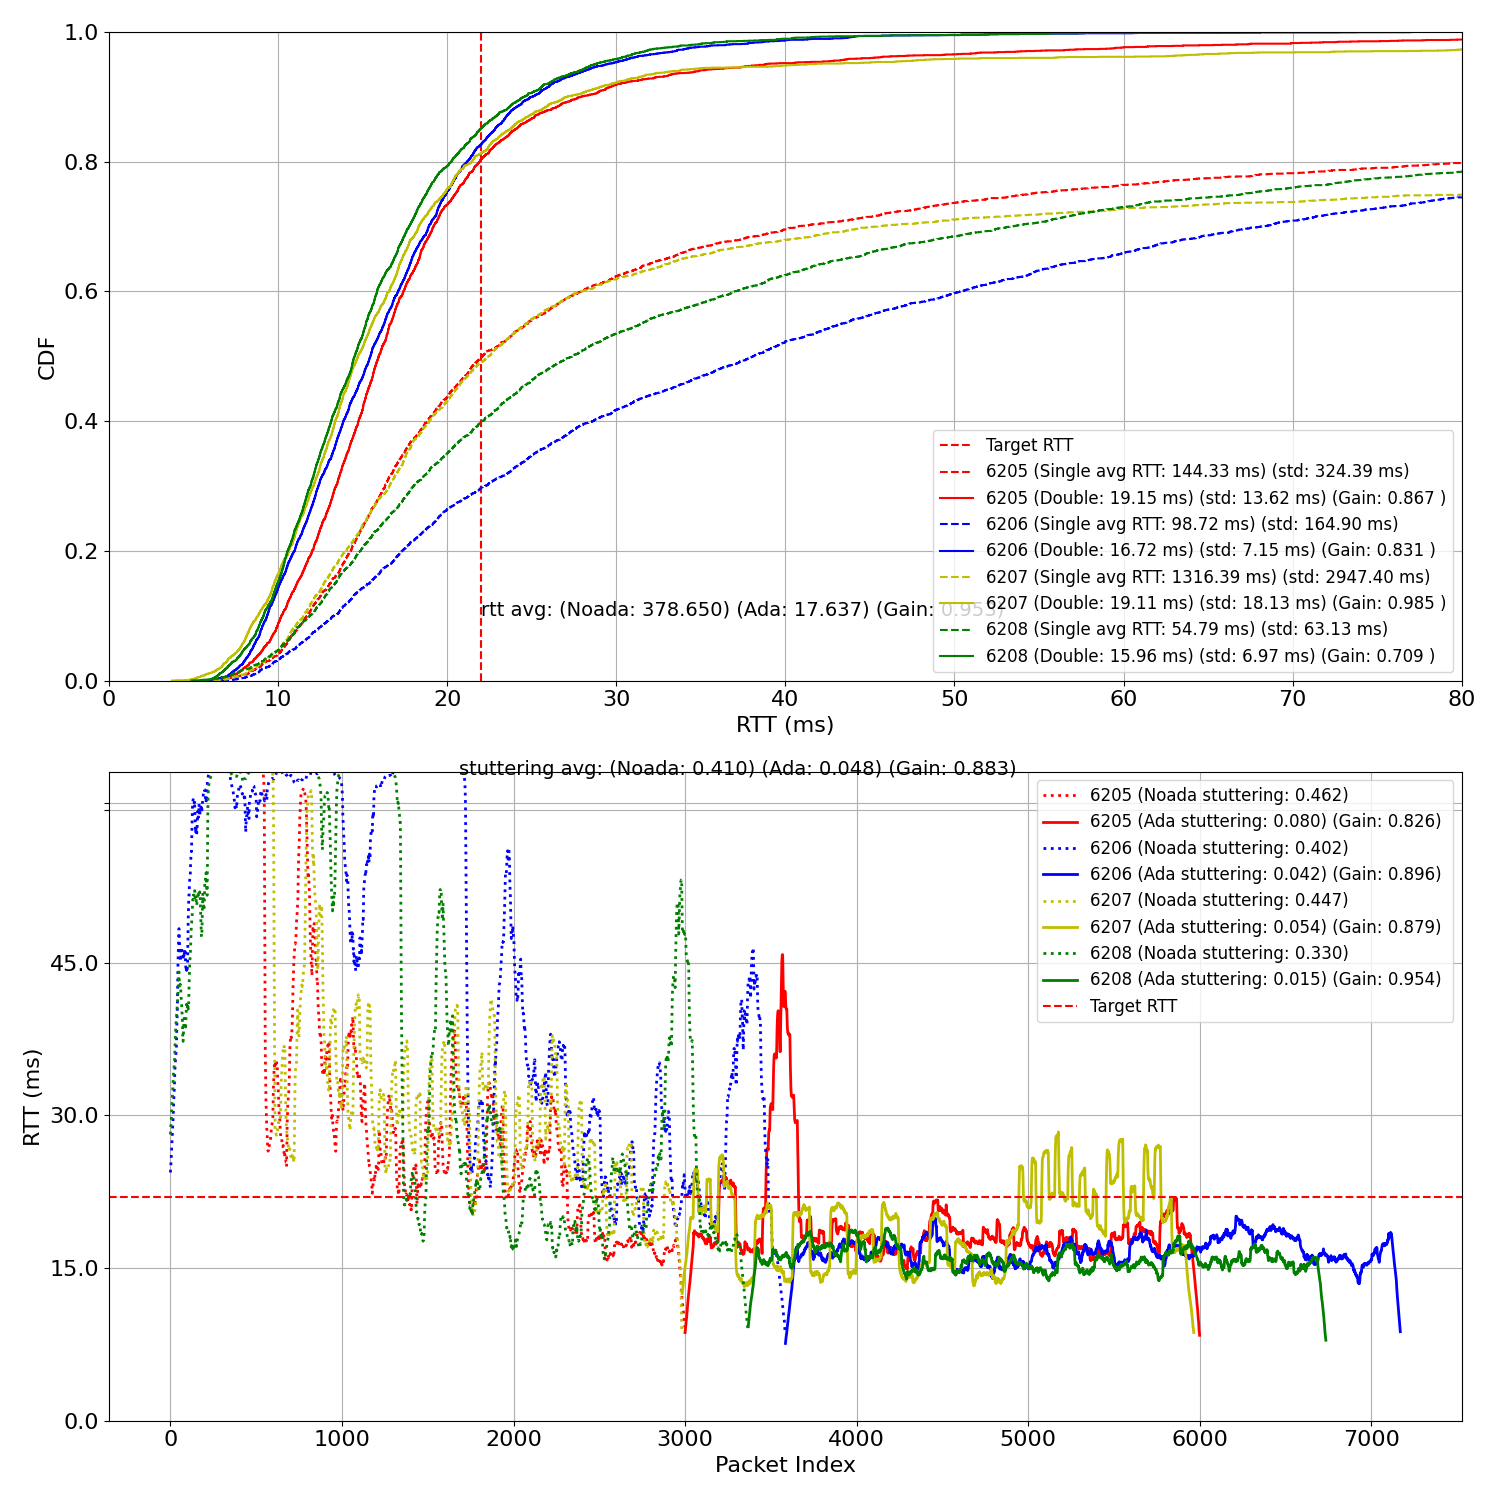 1.0
0.8
0.6
0.4
0.2
0.0
CDF
0 10 20 30 40 50 60 70 80
RTT (ms)
Target RTT
6205 (Single avg RTT: 144.33 ms) (std: 324.39 ms)
6205 (Double: 19.15 ms) (std: 13.62 ms) (Gain: 0.867 )
6206 (Single avg RTT: 98.72 ms) (std: 164.90 ms)
6206 (Double: 16.72 ms) (std: 7.15 ms) (Gain: 0.831 )
6207 (Single avg RTT: 1316.39 ms) (std: 2947.40 ms)
6207 (Double: 19.11 ms) (std: 18.13 ms) (Gain: 0.985 )
6208 (Single avg RTT: 54.79 ms) (std: 63.13 ms)
6208 (Double: 15.96 ms) (std: 6.97 ms) (Gain: 0.709 )
rtt avg: (Noada: 378.650) (Ada: 17.637) (Gain: 0.953)
stuttering avg: (Noada: 0.410) (Ada: 0.048) (Gain: 0.883)
6205 (Noada stuttering: 0.462)
6205 (Ada stuttering: 0.080) (Gain: 0.826)
6206 (Noada stuttering: 0.402)
6206 (Ada stuttering: 0.042) (Gain: 0.896)
6207 (Noada stuttering: 0.447)
6207 (Ada stuttering: 0.054) (Gain: 0.879)
6208 (Noada stuttering: 0.330)
6208 (Ada stuttering: 0.015) (Gain: 0.954)
Target RTT
45.0
30.0
15.0
0.0
RTT (ms)
0 1000 2000 3000 4000 5000 6000 7000
Packet Index